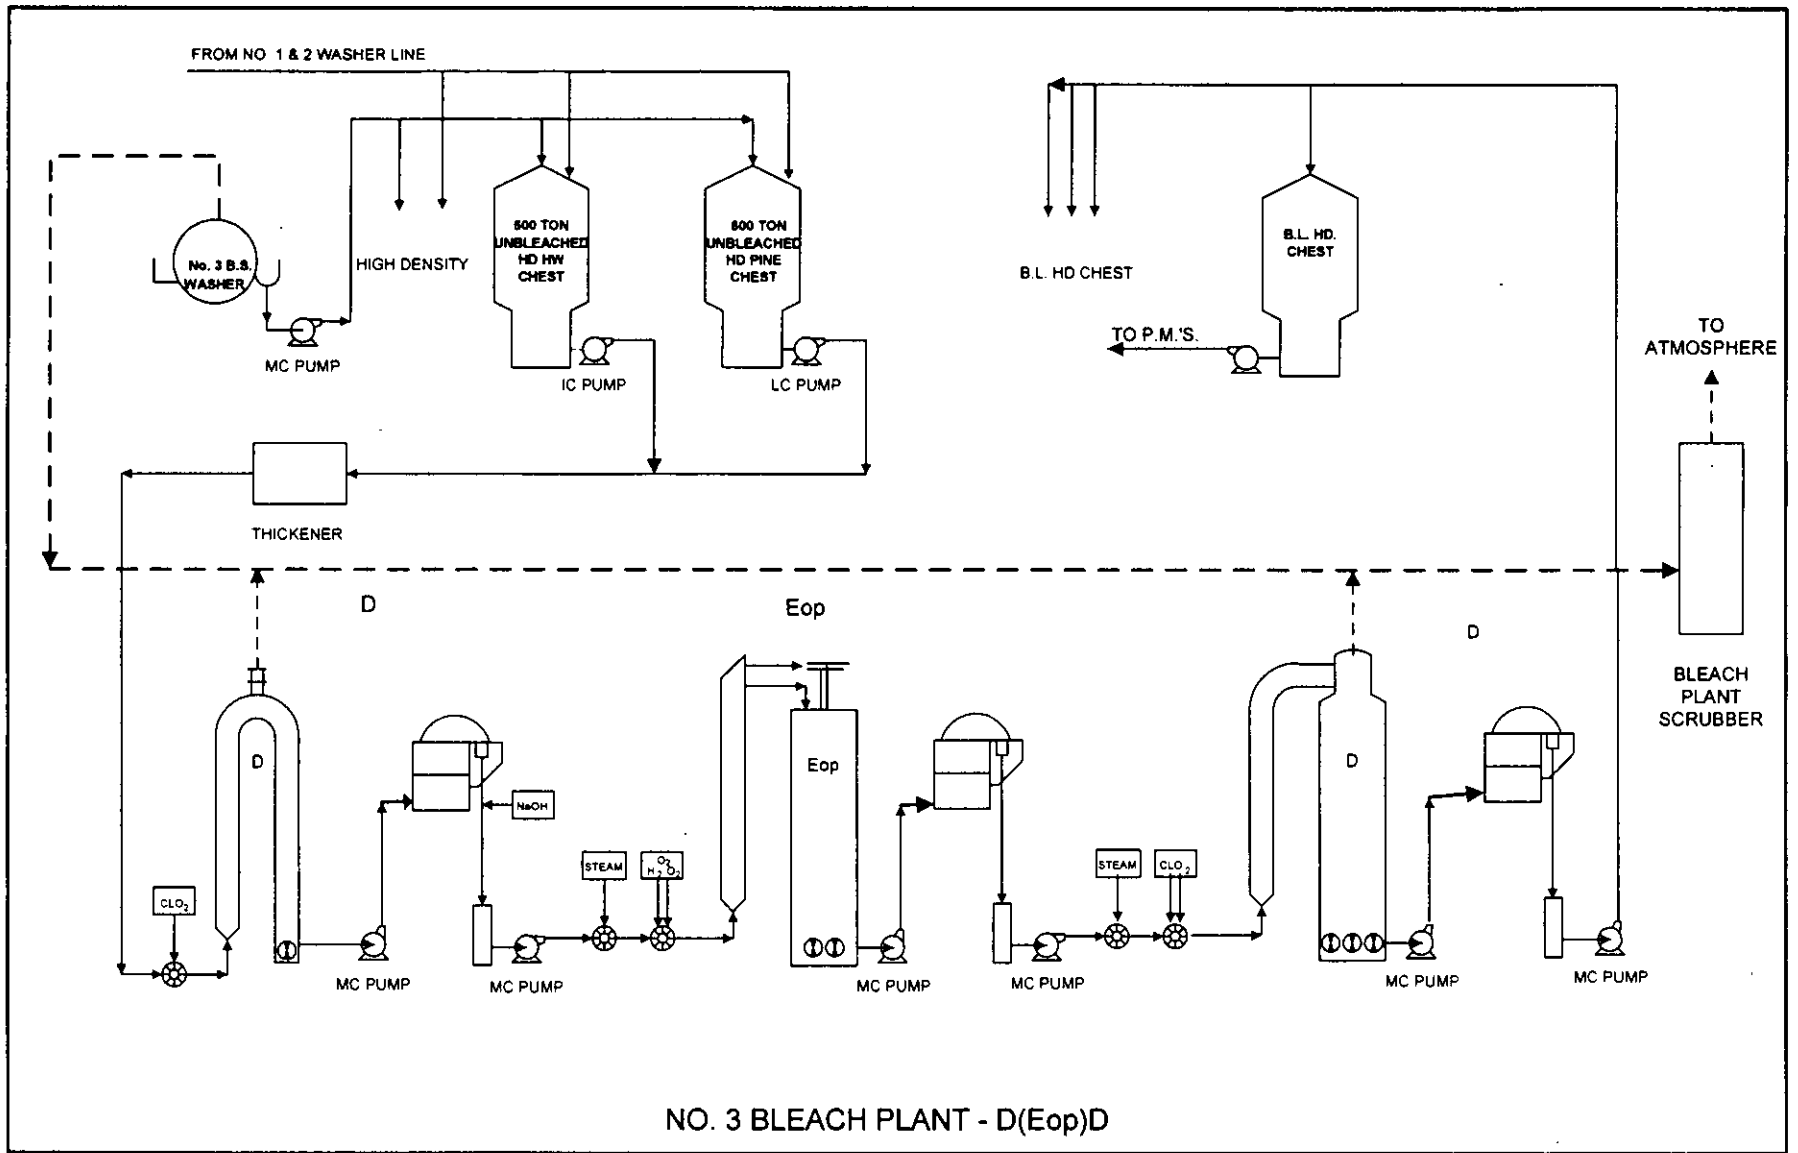 FROM NO 1 & 2 WASHER LINE
No. 3 B.S.
WASHER
MC PUMP
HIGH DENSITY
500 TON
UNBLEACHED
HD HW
CHEST
IC PUMP
500 TON
UNBLEACHED
HD PINE
CHEST
LC PUMP
B.L. HD CHEST
B.L. HD.
CHEST
TO P.M.'S.
TO
ATMOSPHERE
THICKENER
D
Eop
D
BLEACH
PLANT
SCRUBBER
D
Eop
D
NaOH
CLO2
STEAM
O2
H2O2
STEAM
CLO2
MC PUMP
MC PUMP
MC PUMP
MC PUMP
MC PUMP
MC PUMP
NO. 3 BLEACH PLANT - D(Eop)D